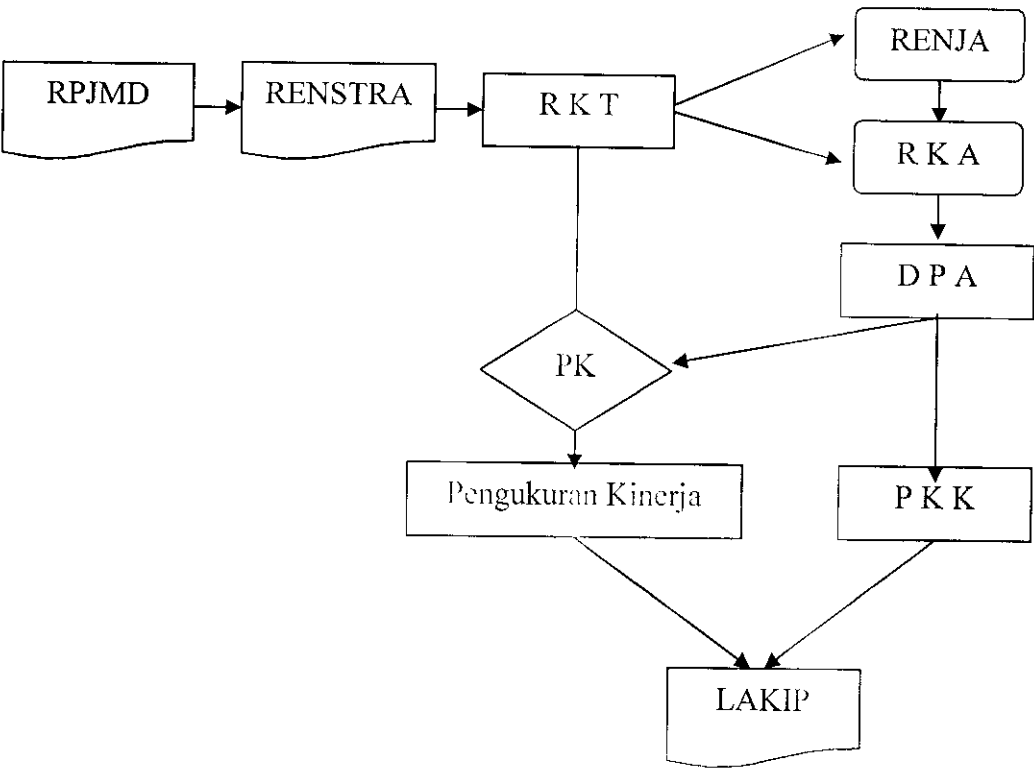 RPJMD
RENSTRA
R K T
RENJA
R K A
D P A
PK
Pengukuran Kinerja
P K K
LAKIP